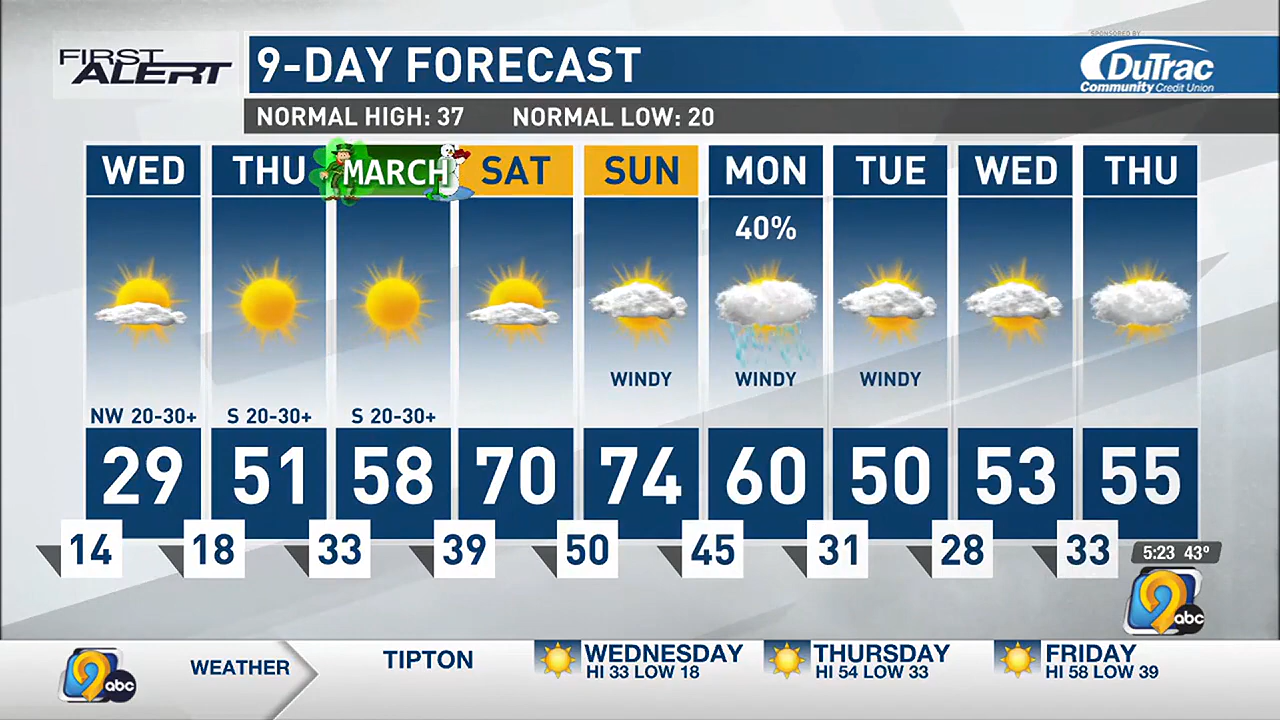 FIRST ALERT
9-DAY FORECAST
SPONSORED BY
DuTrac
Community Credit Union
NORMAL HIGH: 37 NORMAL LOW: 20
WED THU MARCH SAT SUN MON TUE WED THU
40%
WINDY WINDY WINDY
NW 20-30+ S 20-30+ S 20-30+
29 51 58 70 74 60 50 53 55
14 18 33 39 50 45 31 28 33
5:23 43°
9 abc
9 abc WEATHER TIPTON WEDNESDAY THURSDAY FRIDAY
HI 33 LOW 18 HI 54 LOW 33 HI 58 LOW 39